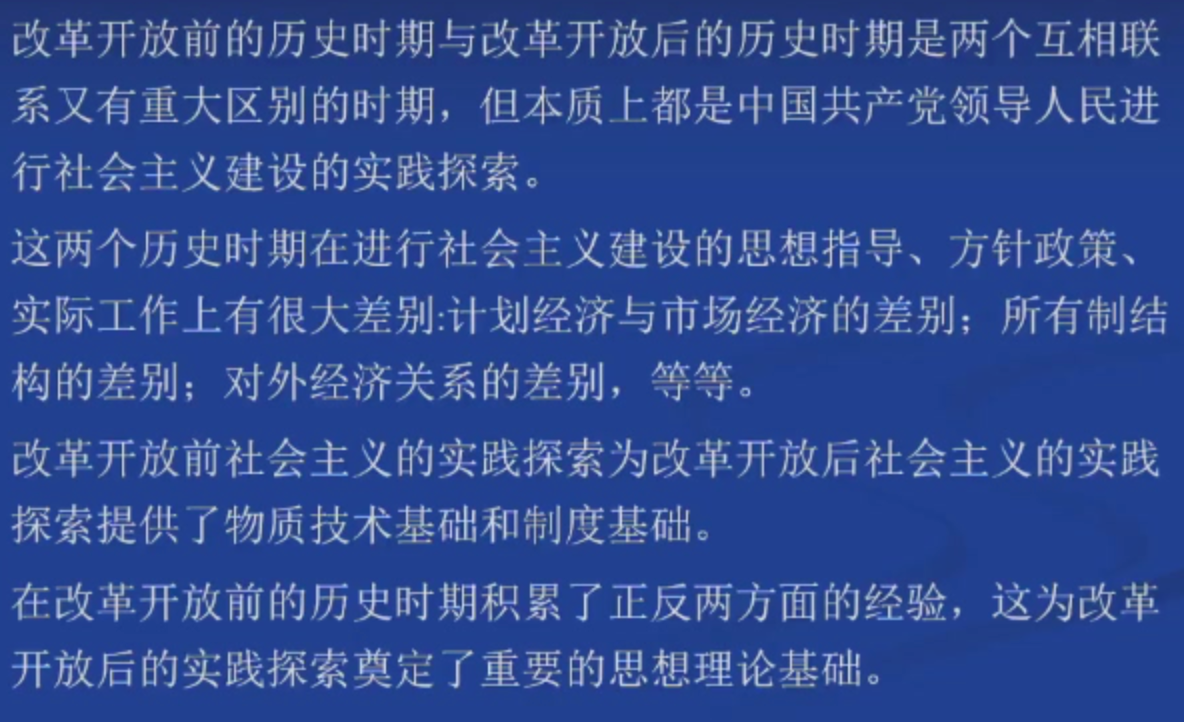 改革开放前的历史时期与改革开放后的历史时期是两个互相联
系又有重大区别的时期，但本质上都是中国共产党领导人民进
行社会主义建设的实践探索。
这两个历史时期在进行社会主义建设的思想指导、方针政策、
实际工作上有很大差别:计划经济与市场经济的差别；所有制结
构的差别；对外经济关系的差别，等等。
改革开放前社会主义的实践探索为改革开放后社会主义的实践
探索提供了物质技术基础和制度基础。
在改革开放前的历史时期积累了正反两方面的经验，这为改革
开放后的实践探索奠定了重要的思想理论基础。